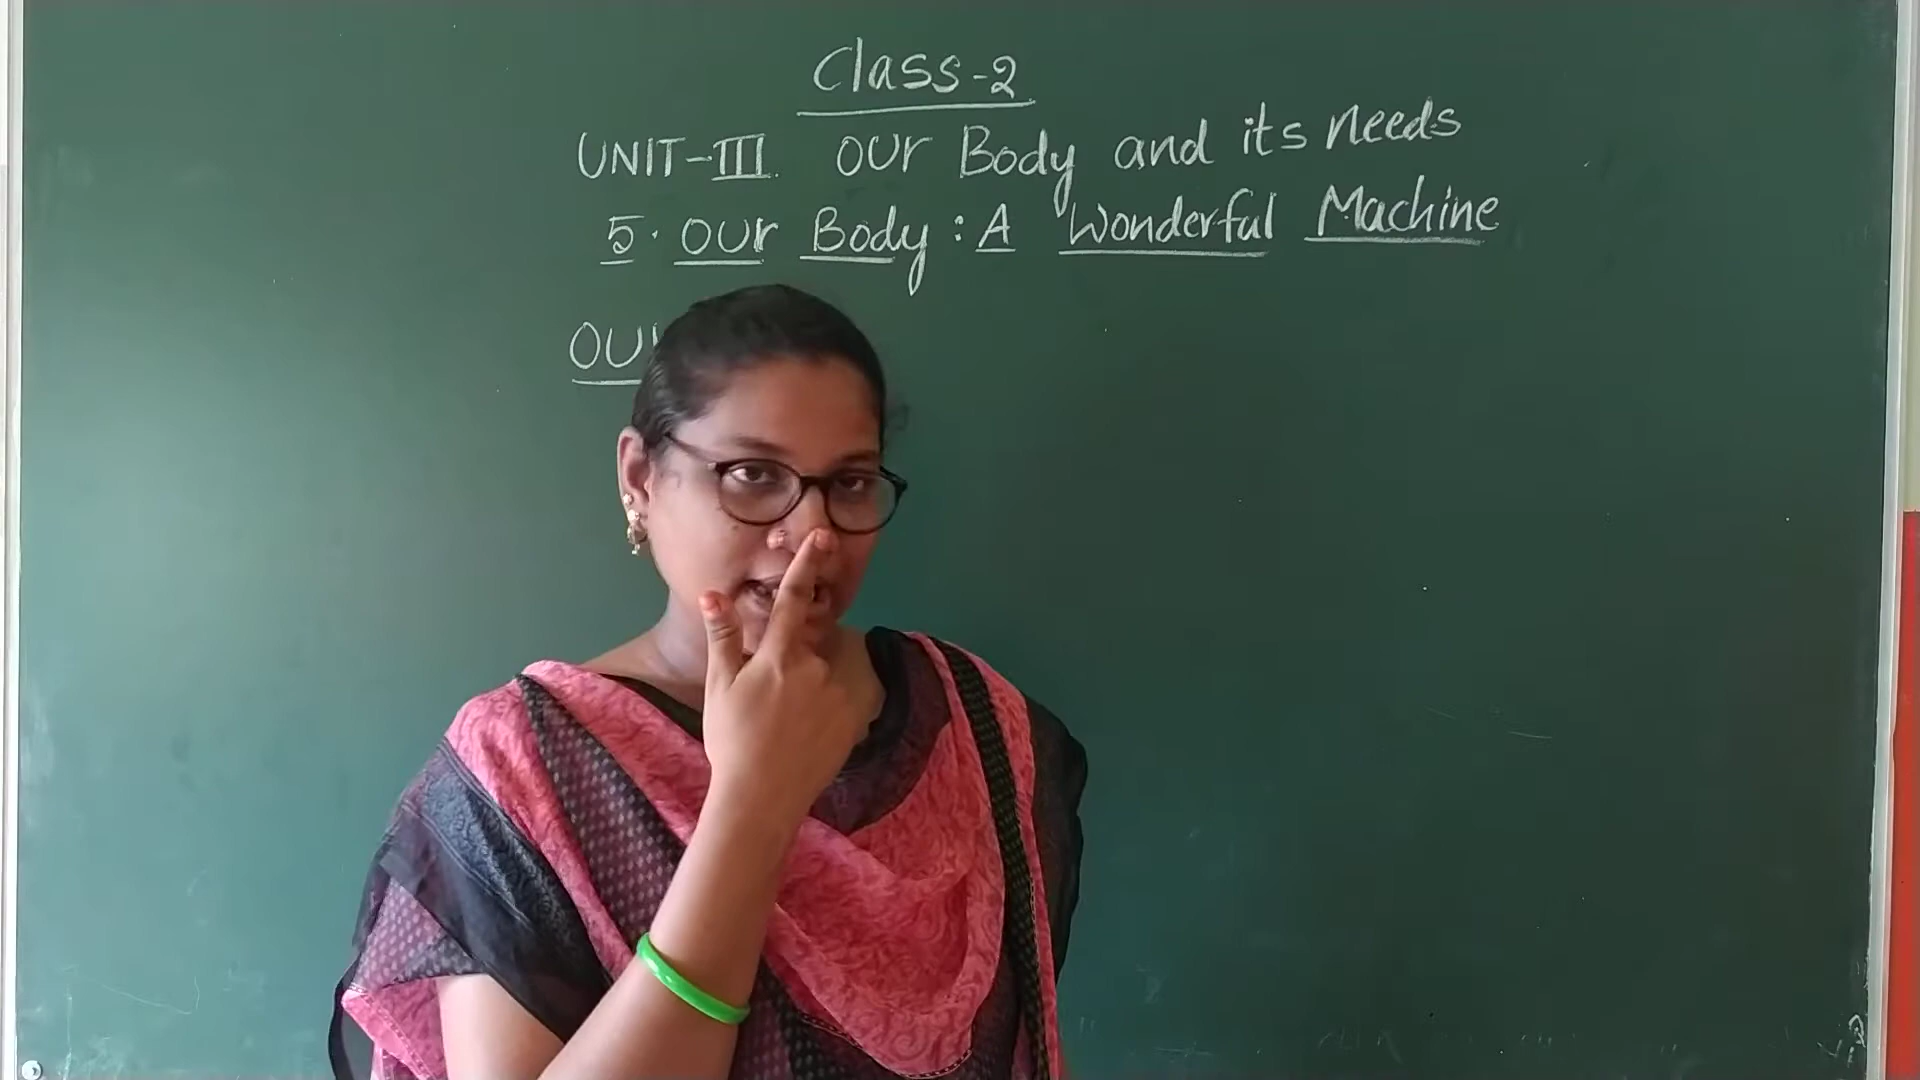 Class-2
UNIT-III OUr Body and its needs
5. OUr Body : A Wonderful Machine